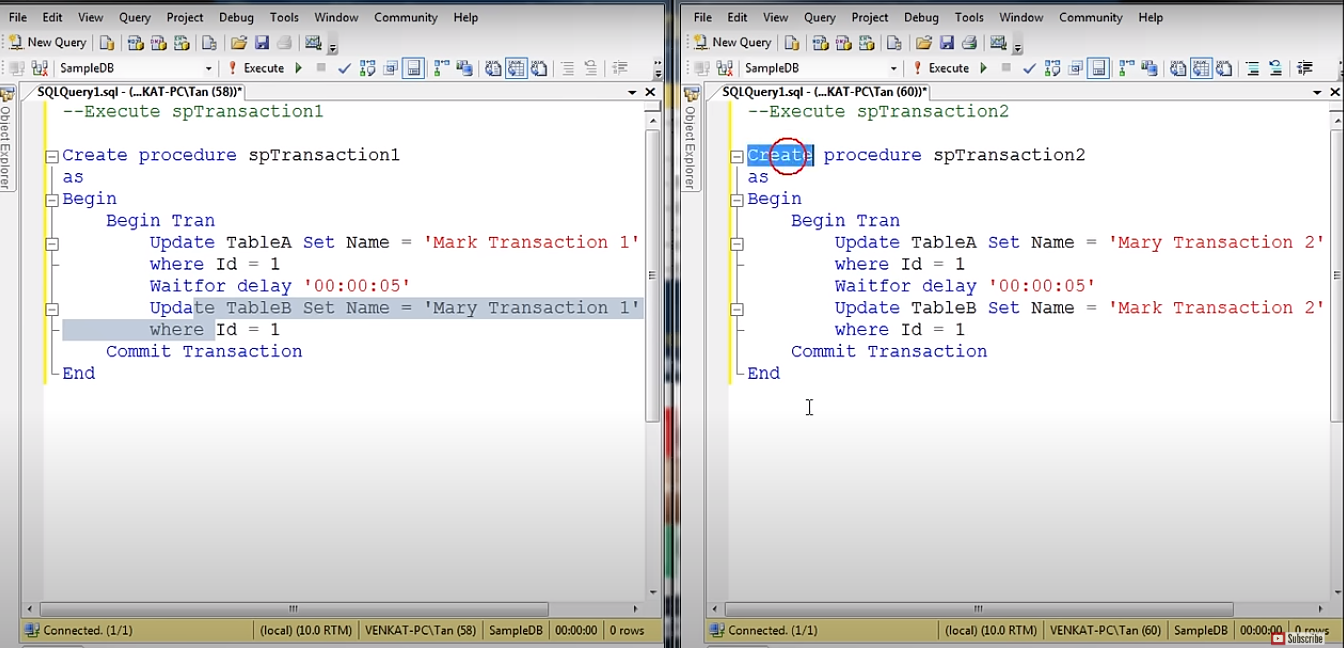 File Edit View Query Project Debug Tools Window Community Help
New Query
SampleDB Execute
SQLQuery1.sql - (...KAT-PC\Tan (58))*
Object Explorer
--Execute spTransaction1
Create procedure spTransaction1
as
Begin
Begin Tran
Update TableA Set Name = 'Mark Transaction 1'
where Id = 1
Waitfor delay '00:00:05'
Update TableB Set Name = 'Mary Transaction 1'
where Id = 1
Commit Transaction
End
Connected. (1/1) (local) (10.0 RTM) VENKAT-PC\Tan (58) SampleDB 00:00:00 0 rows
File Edit View Query Project Debug Tools Window Community Help
New Query
SampleDB Execute
SQLQuery1.sql - (...KAT-PC\Tan (60))*
Object Explorer
--Execute spTransaction2
Create procedure spTransaction2
as
Begin
Begin Tran
Update TableA Set Name = 'Mary Transaction 2'
where Id = 1
Waitfor delay '00:00:05'
Update TableB Set Name = 'Mark Transaction 2'
where Id = 1
Commit Transaction
End
Connected. (1/1) (local) (10.0 RTM) VENKAT-PC\Tan (60) SampleDB 00:00:00 0 rows
Subscribe